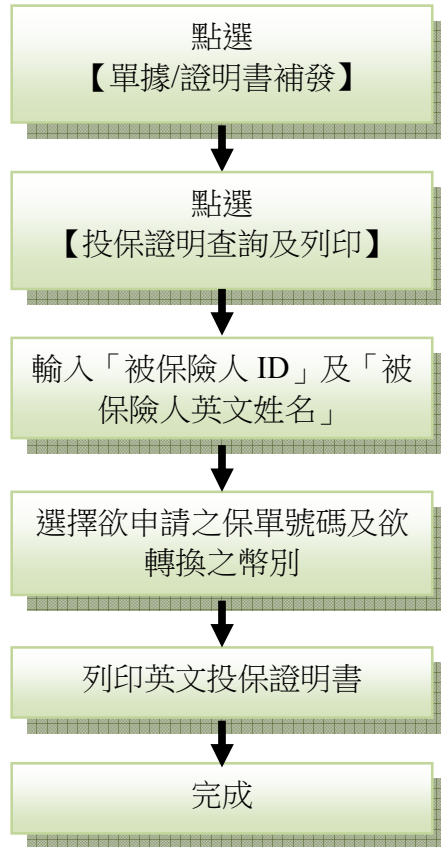 點選
【單據/證明書補發】
點選
【投保證明查詢及列印】
輸入「被保險人 ID」及「被
保險人英文姓名」
選擇欲申請之保單號碼及欲
轉換之幣別
列印英文投保證明書
完成